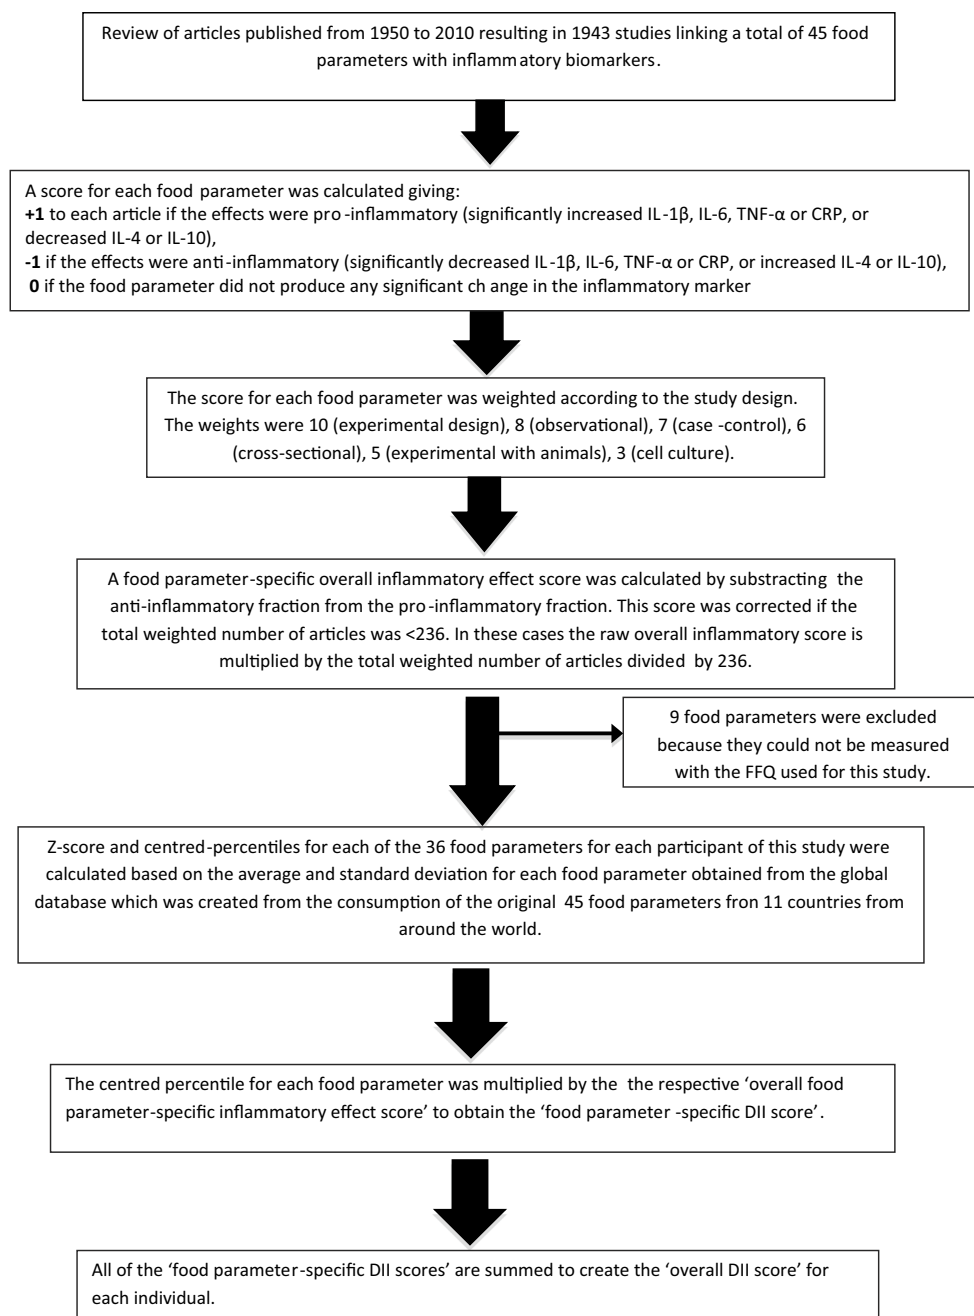 Review of articles published from 1950 to 2010 resulting in 1943 studies linking a total of 45 food
parameters with inflammatory biomarkers.
A score for each food parameter was calculated giving:
+1 to each article if the effects were pro-inflammatory (significantly increased IL-1β, IL-6, TNF-α or CRP, or
decreased IL-4 or IL-10),
-1 if the effects were anti-inflammatory (significantly decreased IL-1β, IL-6, TNF-α or CRP, or increased IL-4 or IL-10),
0 if the food parameter did not produce any significant ch ange in the inflammatory marker
The score for each food parameter was weighted according to the study design.
The weights were 10 (experimental design), 8 (observational), 7 (case -control), 6
(cross-sectional), 5 (experimental with animals), 3 (cell culture).
A food parameter-specific overall inflammatory effect score was calculated by substracting the
anti-inflammatory fraction from the pro-inflammatory fraction. This score was corrected if the
total weighted number of articles was <236. In these cases the raw overall inflammatory score is
multiplied by the total weighted number of articles divided by 236.
9 food parameters were excluded
because they could not be measured
with the FFQ used for this study.
Z-score and centred-percentiles for each of the 36 food parameters for each participant of this study were
calculated based on the average and standard deviation for each food parameter obtained from the global
database which was created from the consumption of the original 45 food parameters fron 11 countries from
around the world.
The centred percentile for each food parameter was multiplied by the the respective 'overall food
parameter-specific inflammatory effect score' to obtain the 'food parameter -specific DII score'.
All of the 'food parameter-specific DII scores' are summed to create the 'overall DII score' for
each individual.